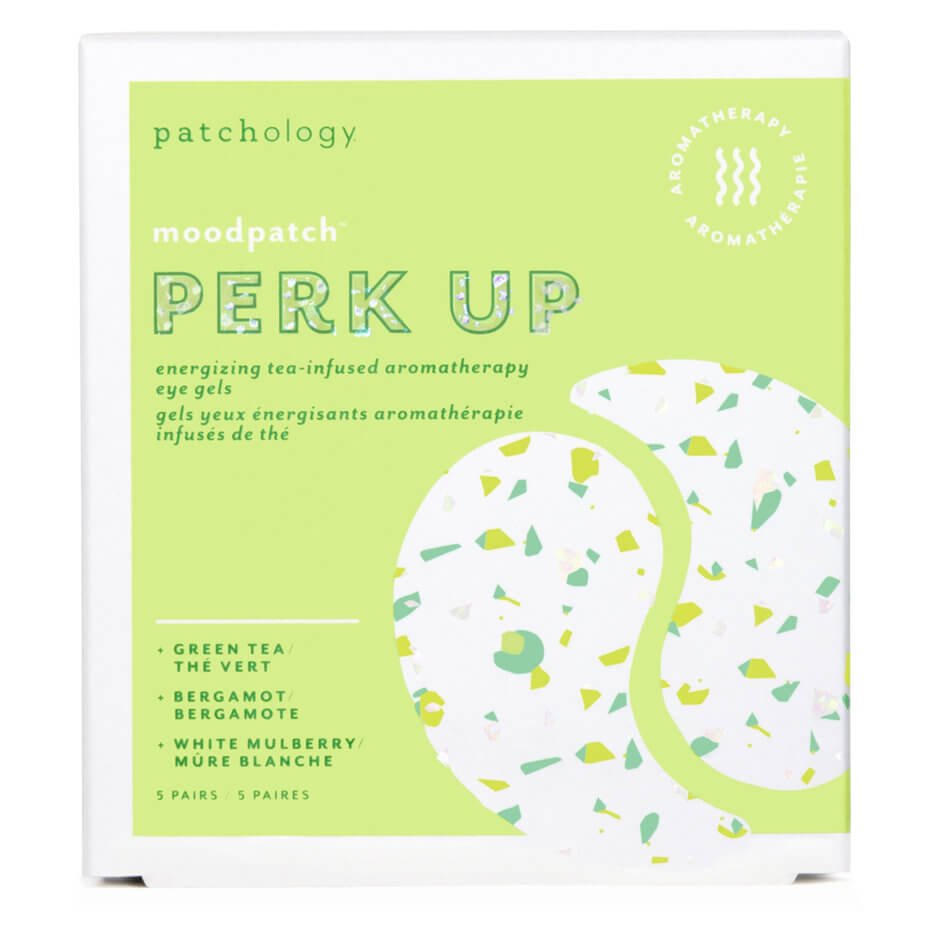 patchology
AROMATHERAPY
AROMATHÉRAPIE
moodpatch™
PERK UP
energizing tea-infused aromatherapy
eye gels
gels yeux énergisants aromathérapie
infusés de thé
+ GREEN TEA/
THÉ VERT
+ BERGAMOT/
BERGAMOTE
+ WHITE MULBERRY/
MÛRE BLANCHE
5 PAIRS / 5 PAIRES